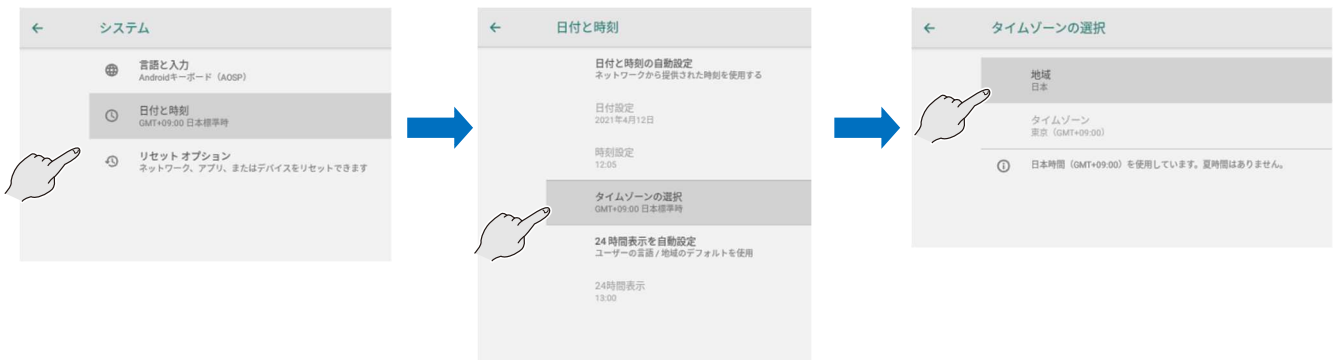 システム
言語と入力
Androidキーボード（AOSP）
日付と時刻
GMT+09:00 日本標準時
リセット オプション
ネットワーク、アプリ、またはデバイスをリセットできます
日付と時刻
日付と時刻の自動設定
ネットワークから提供された時刻を使用する
日付設定
2021年4月12日
時刻設定
12:05
タイムゾーンの選択
GMT+09:00 日本標準時
24 時間表示を自動設定
ユーザーの言語 / 地域のデフォルトを使用
24時間表示
13:00
タイムゾーンの選択
地域
日本
タイムゾーン
東京（GMT+09:00）
日本時間（GMT+09:00）を使用しています。夏時間はありません。